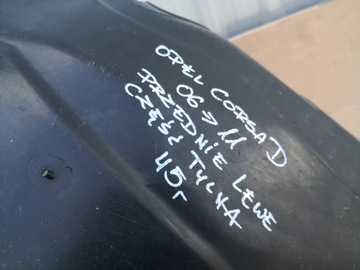 OPEL CORSA D
06 → 11
PRZEDNIE LEWE
CZĘŚĆ TYLNA
45